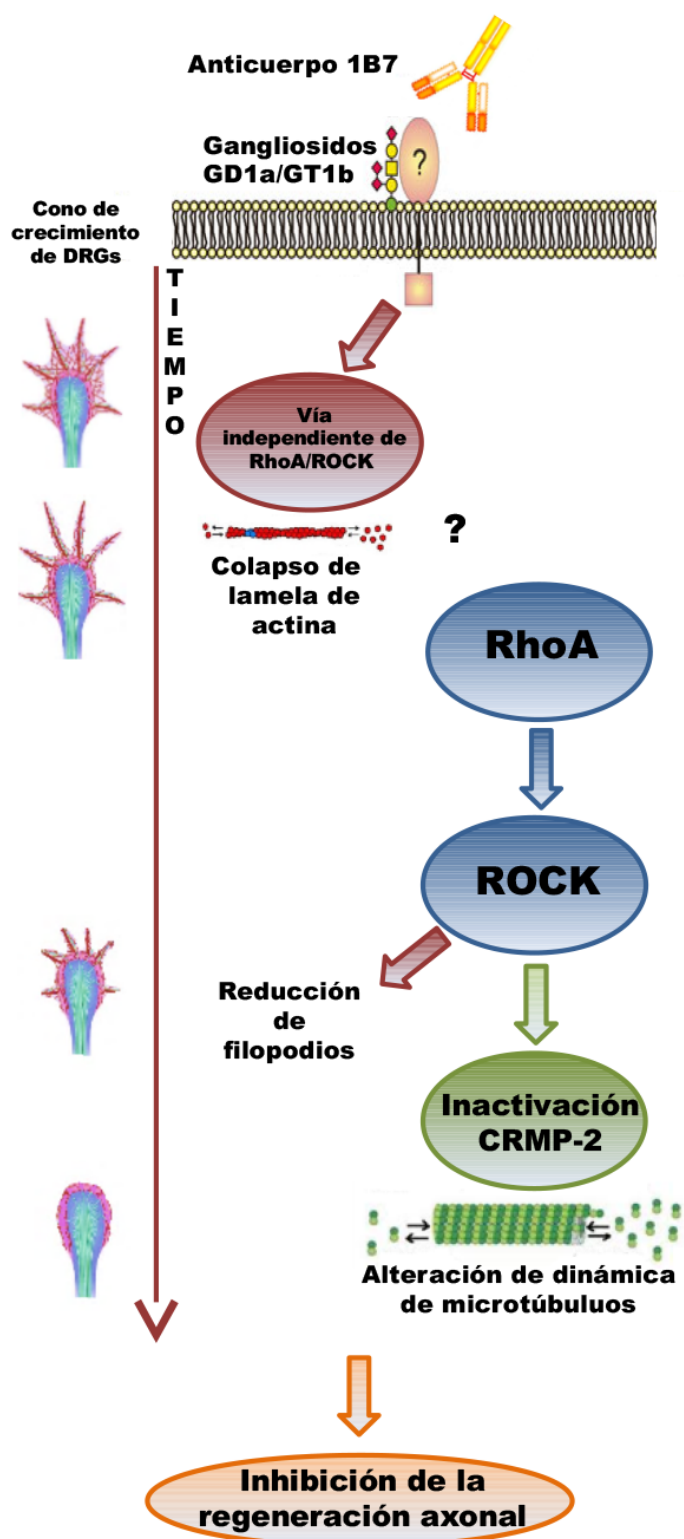 Anticuerpo 1B7
Gangliosidos
GD1a/GT1b
?
Cono de
crecimiento
de DRGs
T
I
E
M
P
O
Vía
independiente de
RhoA/ROCK
?
Colapso de
lamela de
actina
RhoA
ROCK
Reducción
de
filopodios
Inactivación
CRMP-2
Alteración de dinámica
de microtúbuluos
Inhibición de la
regeneración axonal